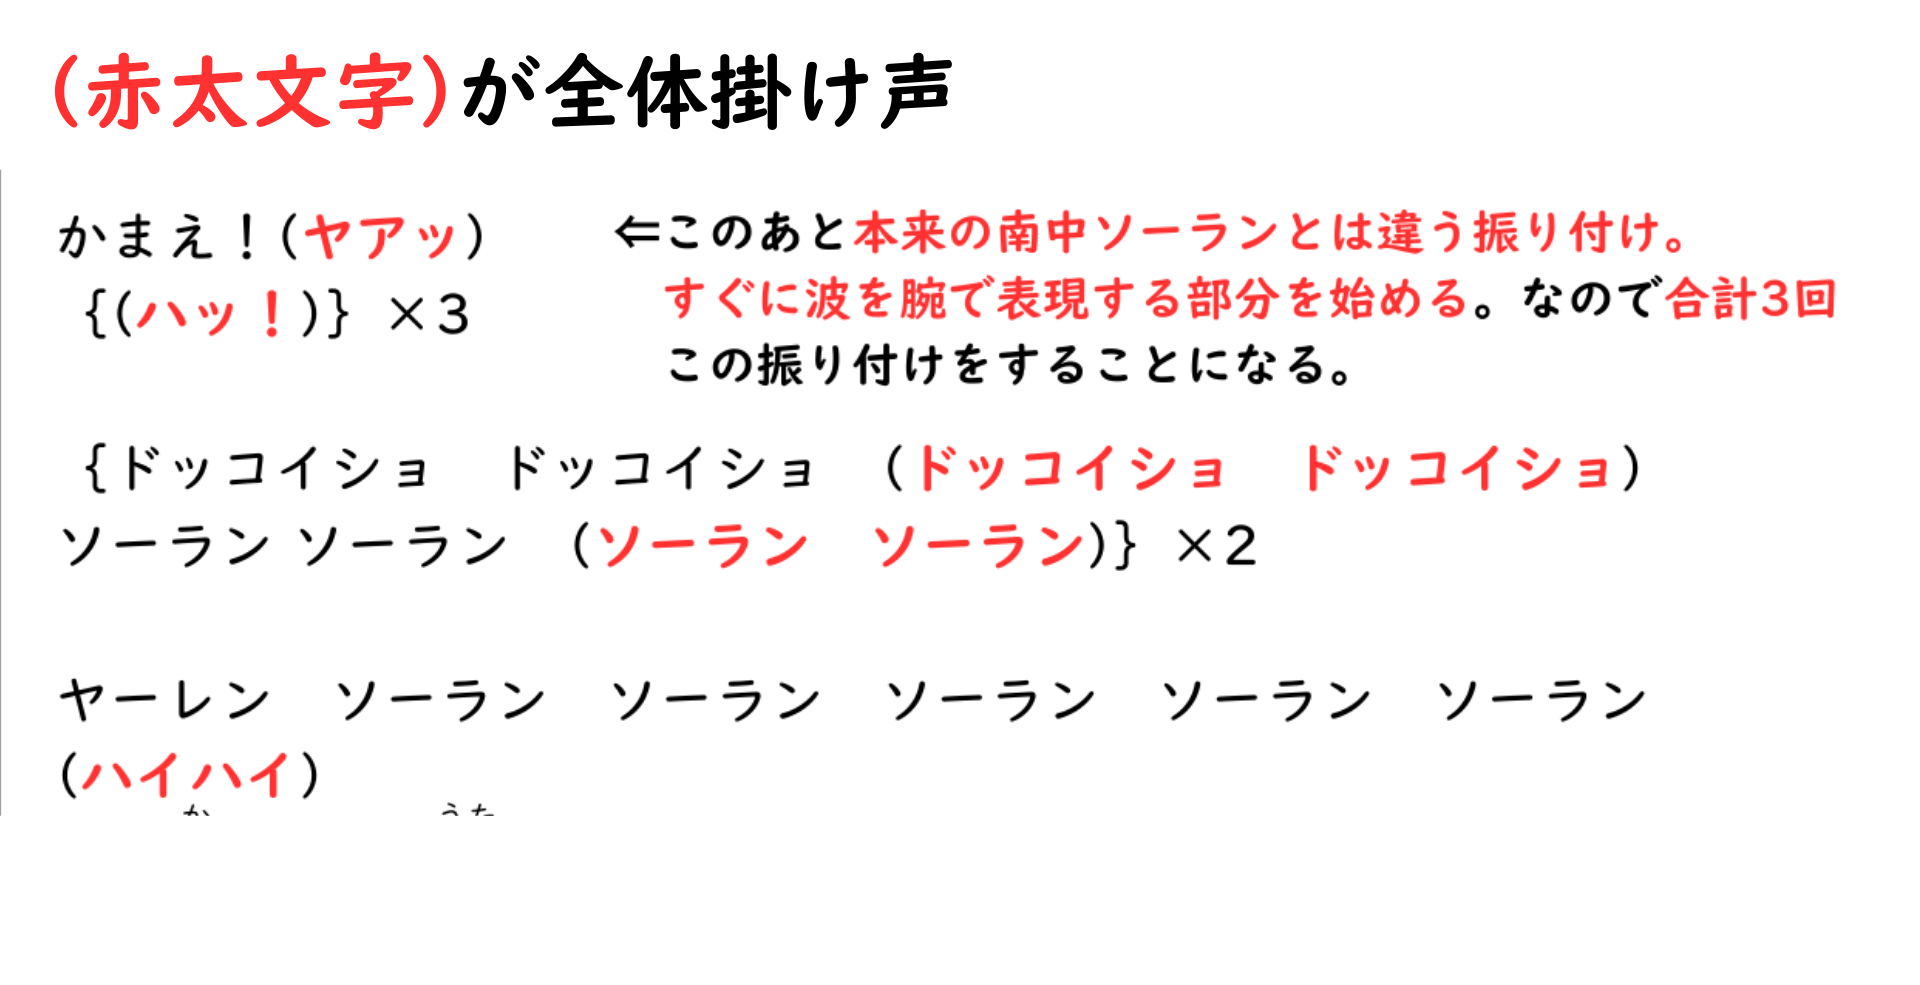 (赤太文字)が全体掛け声
かまえ！(ヤアッ)
｛(ハッ！)｝ ×３
⇐このあと本来の南中ソーランとは違う振り付け。
すぐに波を腕で表現する部分を始める。なので合計3回
この振り付けをすることになる。
｛ドッコイショ　ドッコイショ　（ドッコイショ　ドッコイショ）
ソーラン ソーラン　（ソーラン　ソーラン)｝ ×２
ヤーレン　ソーラン　ソーラン　ソーラン　ソーラン　ソーラン
(ハイハイ)